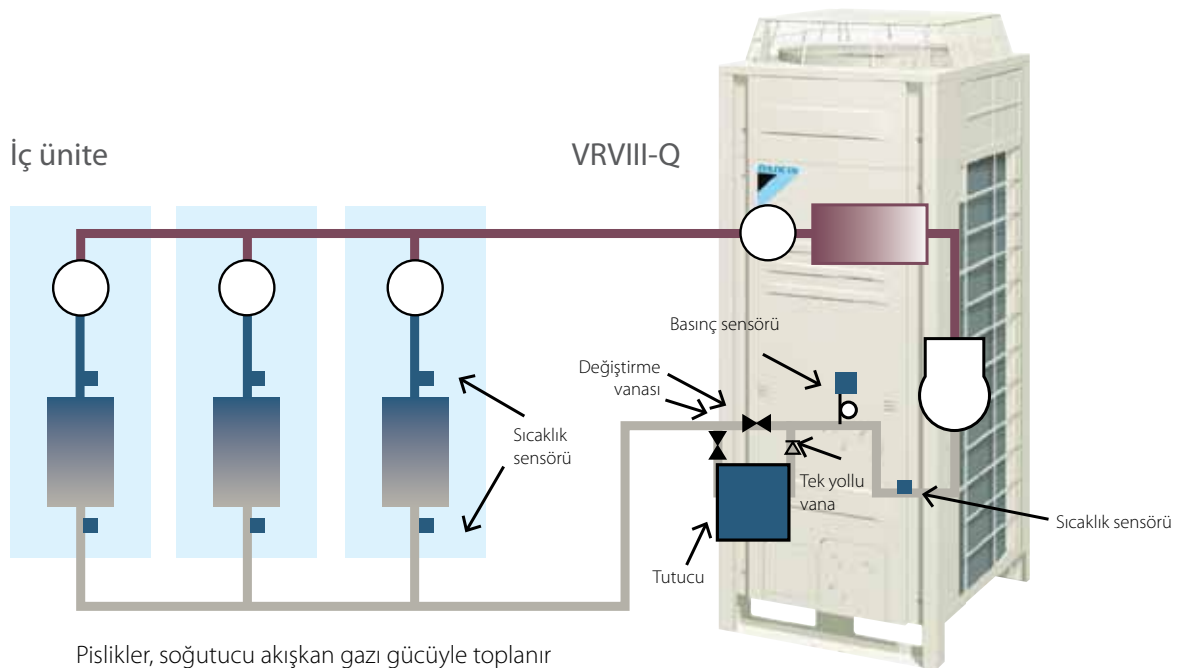 İç ünite
VRVIII-Q
DAIKIN
Basınç sensörü
Değiştirme
vanası
Sıcaklık
sensörü
Tek yollu
vana
Sıcaklık sensörü
Tutucu
Pislikler, soğutucu akışkan gazı gücüyle toplanır